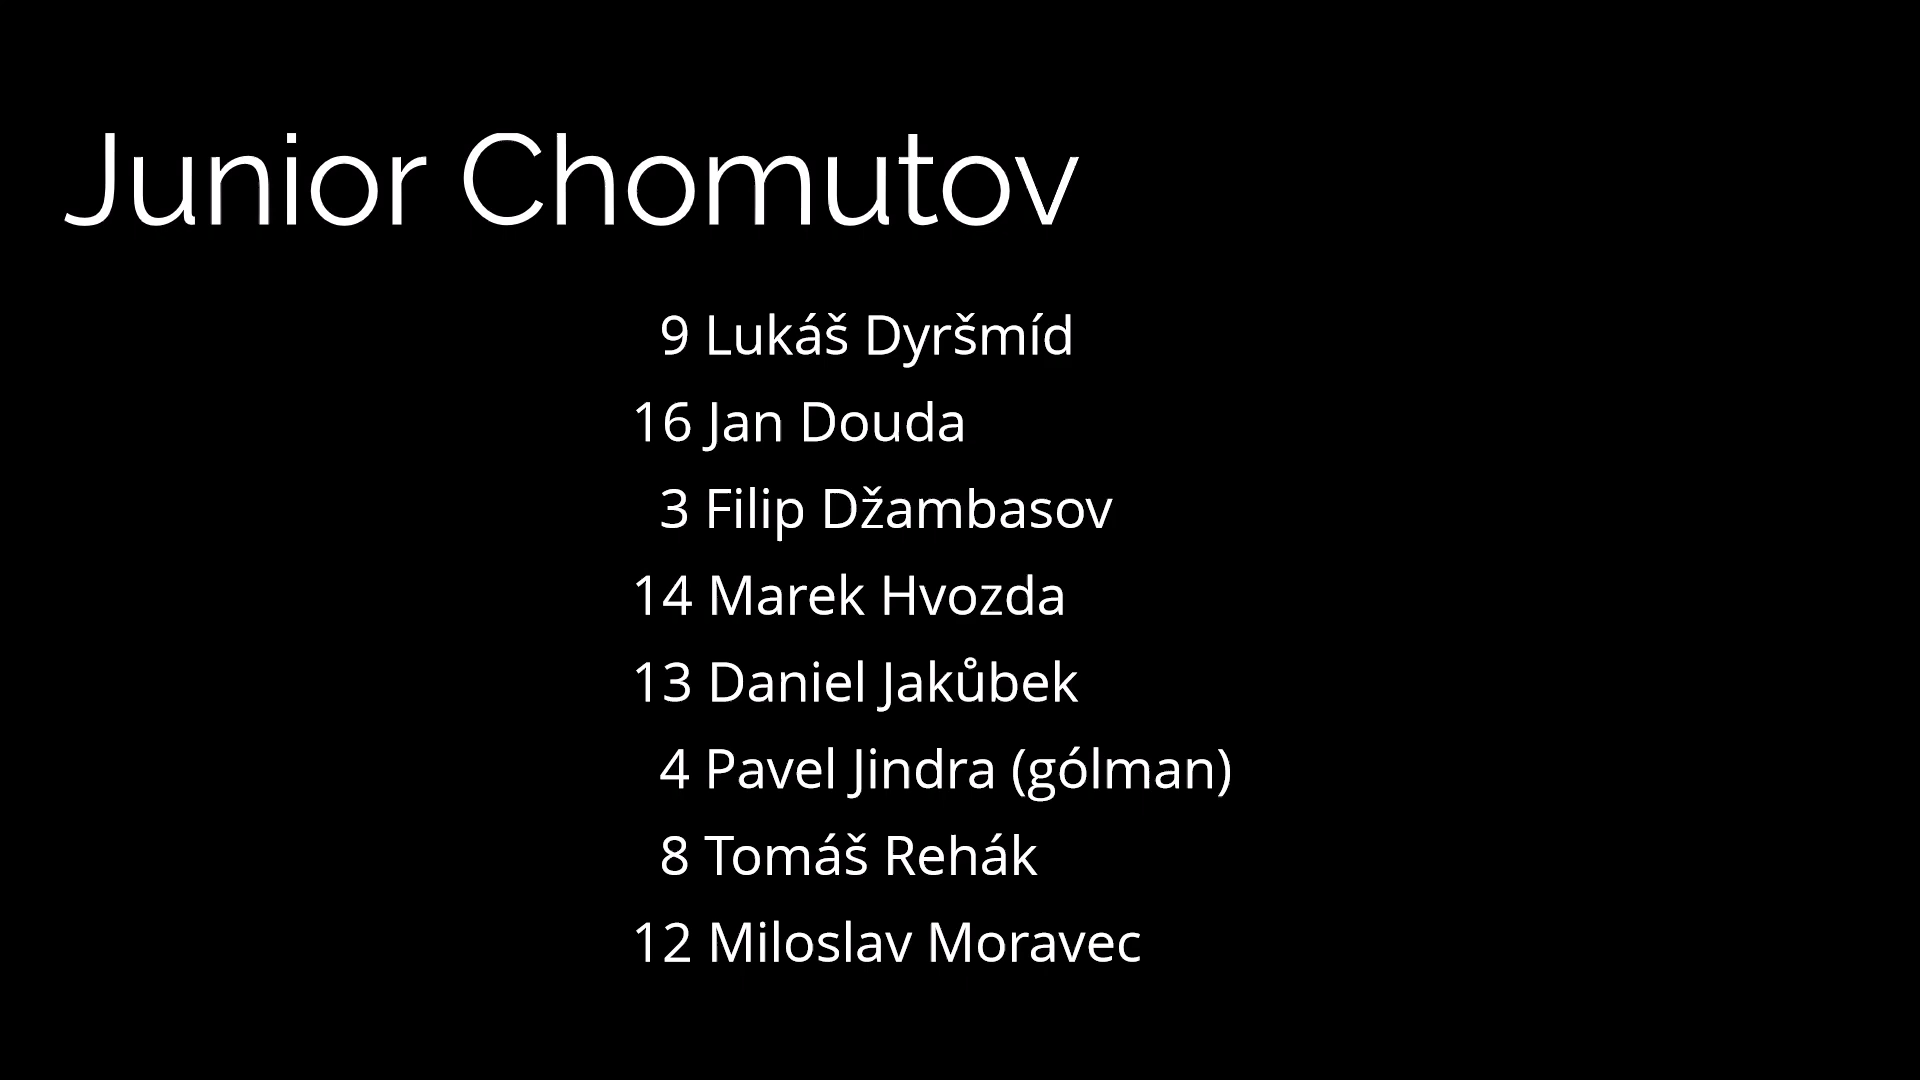 Junior Chomutov
9 Lukáš Dyršmíd
16 Jan Douda
3 Filip Džambasov
14 Marek Hvozda
13 Daniel Jakůbek
4 Pavel Jindra (gólman)
8 Tomáš Rehák
12 Miloslav Moravec